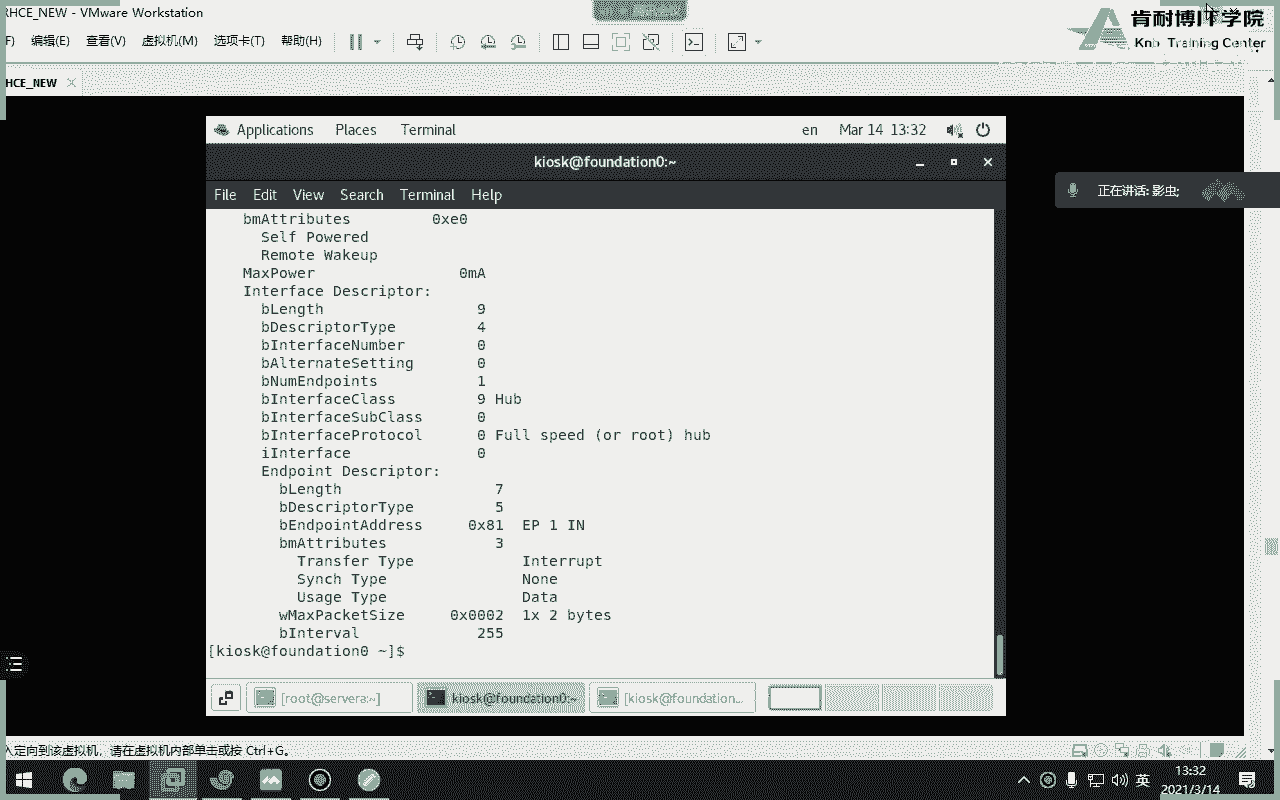 RHCE_NEW - VMware Workstation
F) 编辑(E) 查看(V) 虚拟机(M) 选项卡(T) 帮助(H)
肯耐博 学院
Knb Training Center
HCE_NEW
Applications Places Terminal en Mar 14 13:32
kiosk@foundation0:~
File Edit View Search Terminal Help
正在讲话: 影虫;
bmAttributes 0xe0
Self Powered
Remote Wakeup
MaxPower 0mA
Interface Descriptor:
bLength 9
bDescriptorType 4
bInterfaceNumber 0
bAlternateSetting 0
bNumEndpoints 1
bInterfaceClass 9 Hub
bInterfaceSubClass 0
bInterfaceProtocol 0 Full speed (or root) hub
iInterface 0
Endpoint Descriptor:
bLength 7
bDescriptorType 5
bEndpointAddress 0x81 EP 1 IN
bmAttributes 3
Transfer Type Interrupt
Synch Type None
Usage Type Data
wMaxPacketSize 0x0002 1x 2 bytes
bInterval 255
[kiosk@foundation0 ~]$
[root@servera:~] kiosk@foundation0:~ [kiosk@foundation...
入定向到该虚拟机，请在虚拟机内部单击或按 Ctrl+G。
英 13:32
2021/3/14